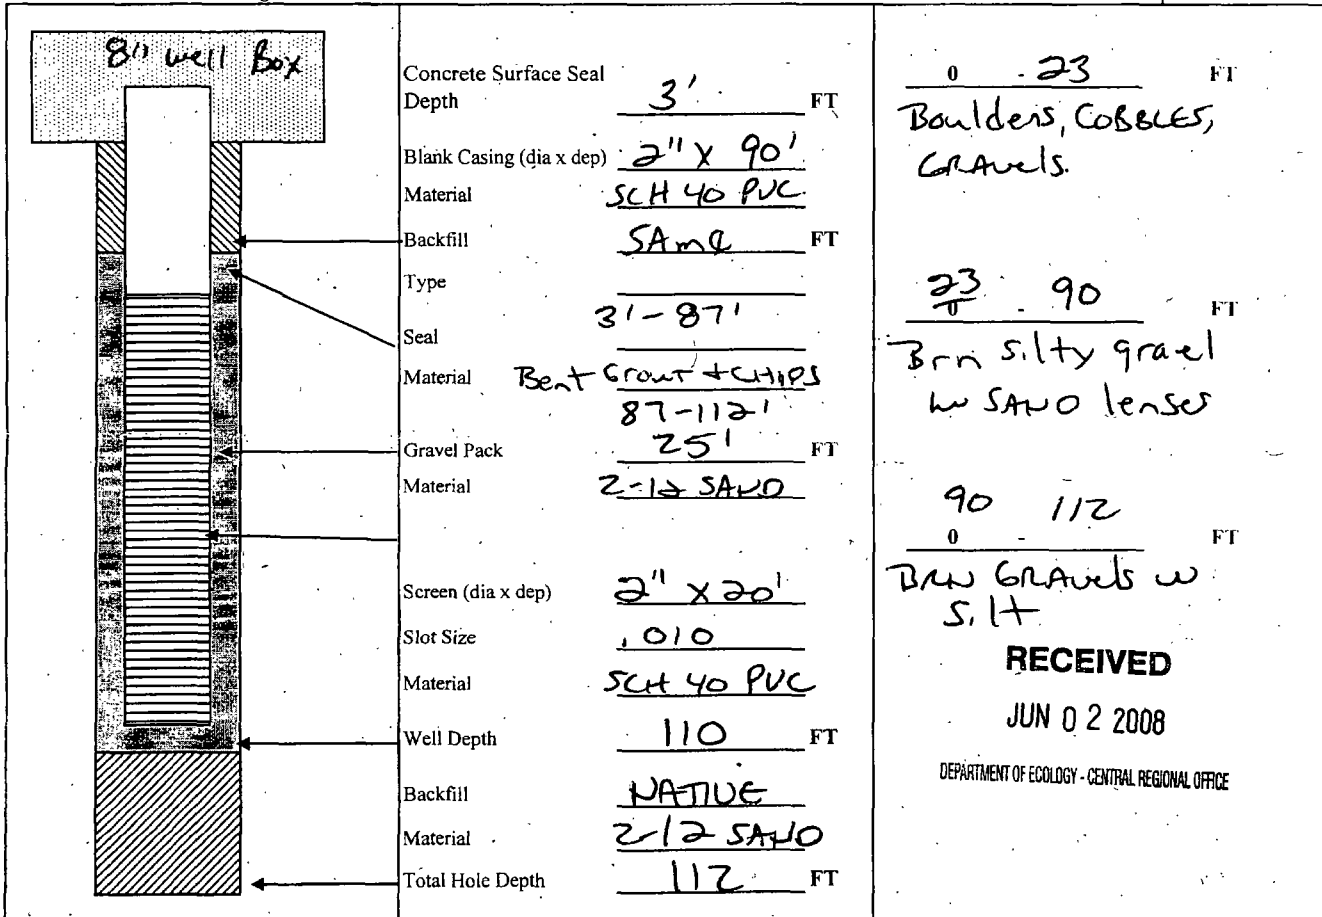 8" well Box
Concrete Surface Seal
Depth 3' FT
Blank Casing (dia x dep) 2" X 90'
Material SCH 40 PVC
Backfill SAme FT
Type
3'-87'
Seal
Material Bent Grout + CHIPS
87-112'
Gravel Pack 25' FT
Material 2-12 SAND
Screen (dia x dep) 2" X 20'
Slot Size .010
Material SCH 40 PVC
Well Depth 110 FT
Backfill NATIVE
Material 2-12 SAND
Total Hole Depth 112 FT
0 - 23 FT
Boulders, COBBLES,
GRAvels.
23
0 - 90 FT
Brn Silty gravel
w SAND lenses
90 112
0 - FT
BRN GRAvels w
Silt
RECEIVED
JUN 02 2008
DEPARTMENT OF ECOLOGY - CENTRAL REGIONAL OFFICE